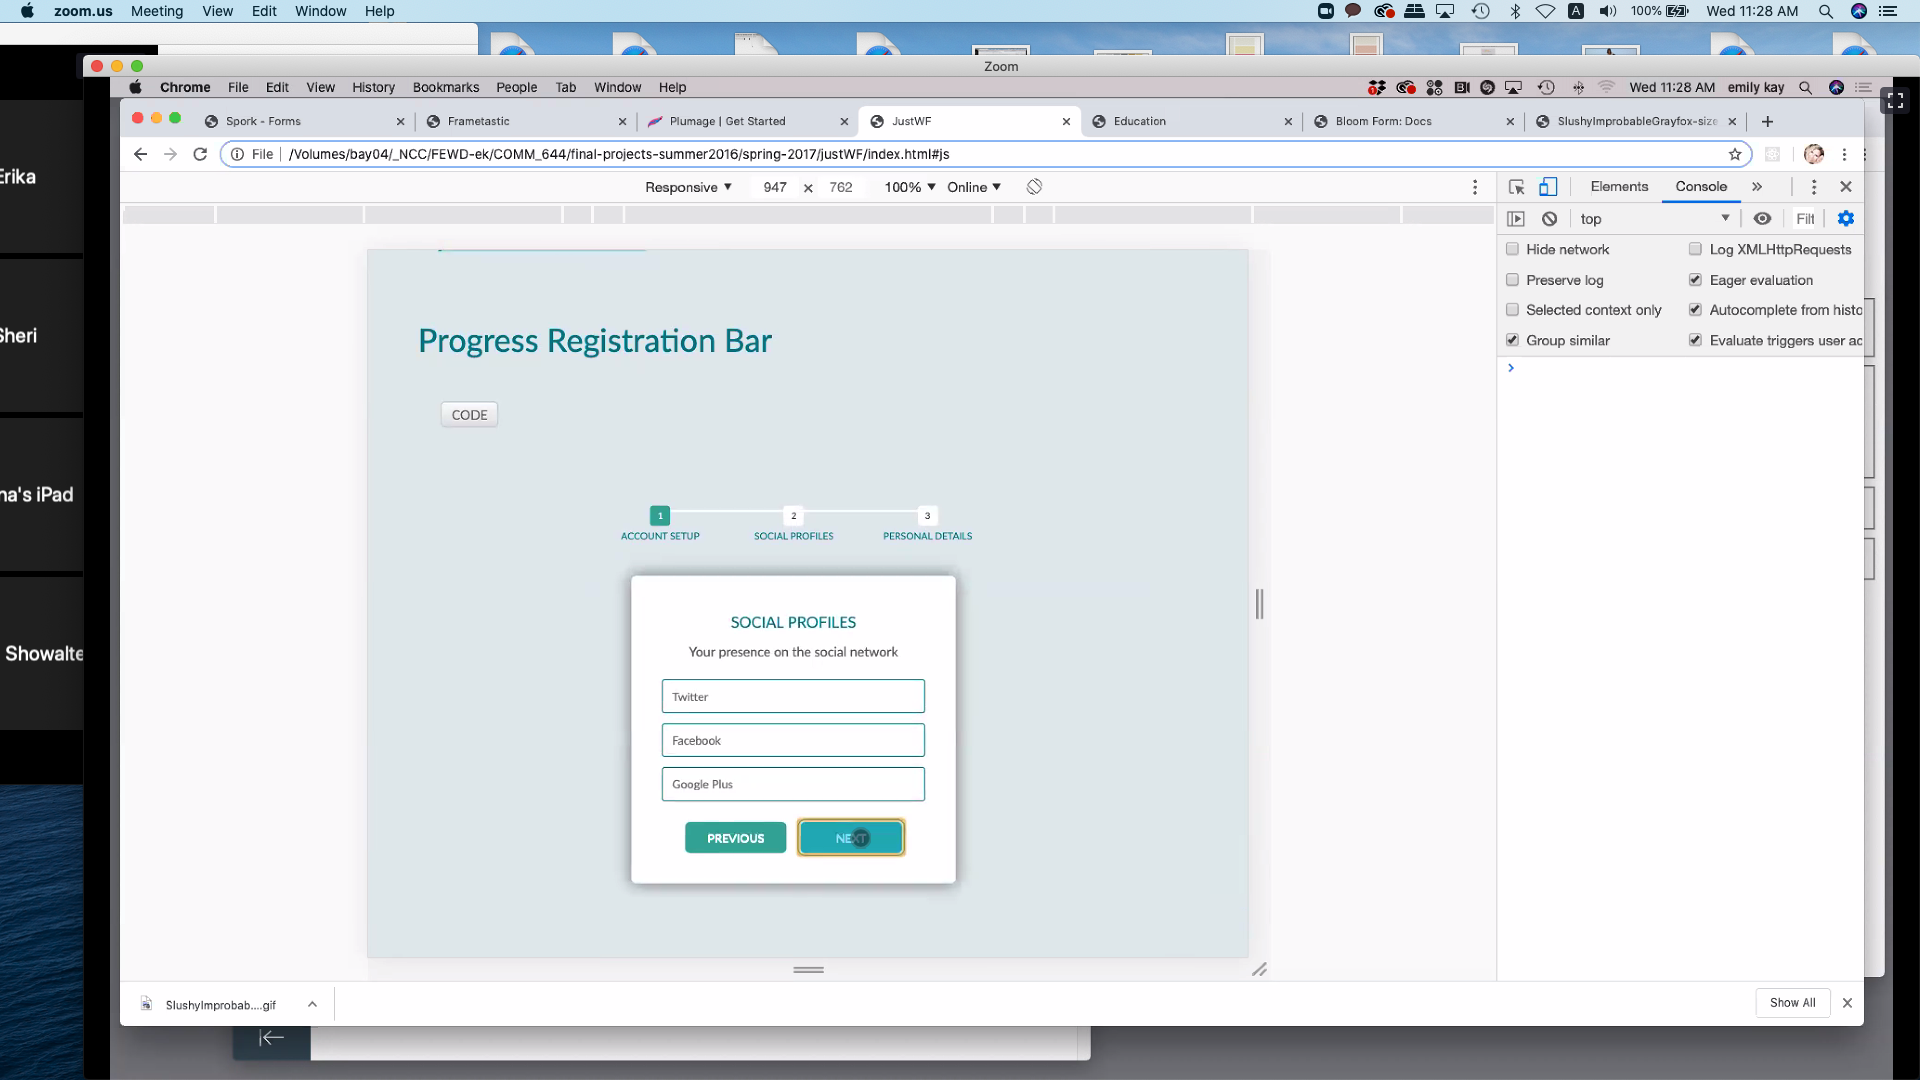 zoom.us Meeting View Edit Window Help
A 100% Wed 11:28 AM
Zoom
Chrome File Edit View History Bookmarks People Tab Window Help
Wed 11:28 AM emily kay
Spork - Forms
Frametastic
Plumage | Get Started
JustWF
Education
Bloom Form: Docs
SlushyImprobableGrayfox-size
File /Volumes/bay04/_NCC/FEWD-ek/COMM_644/final-projects-summer2016/spring-2017/justWF/index.html#js
Responsive 947 × 762 100% Online
Elements Console »
top
Filt
Hide network
Log XMLHttpRequests
Preserve log
Eager evaluation
Selected context only
Autocomplete from histo
Group similar
Evaluate triggers user ac
Erika
Sheri
na's iPad
Showalte
Progress Registration Bar
CODE
1 2 3
ACCOUNT SETUP SOCIAL PROFILES PERSONAL DETAILS
SOCIAL PROFILES
Your presence on the social network
Twitter
Facebook
Google Plus
PREVIOUS NEXT
SlushyImprobab....gif
Show All